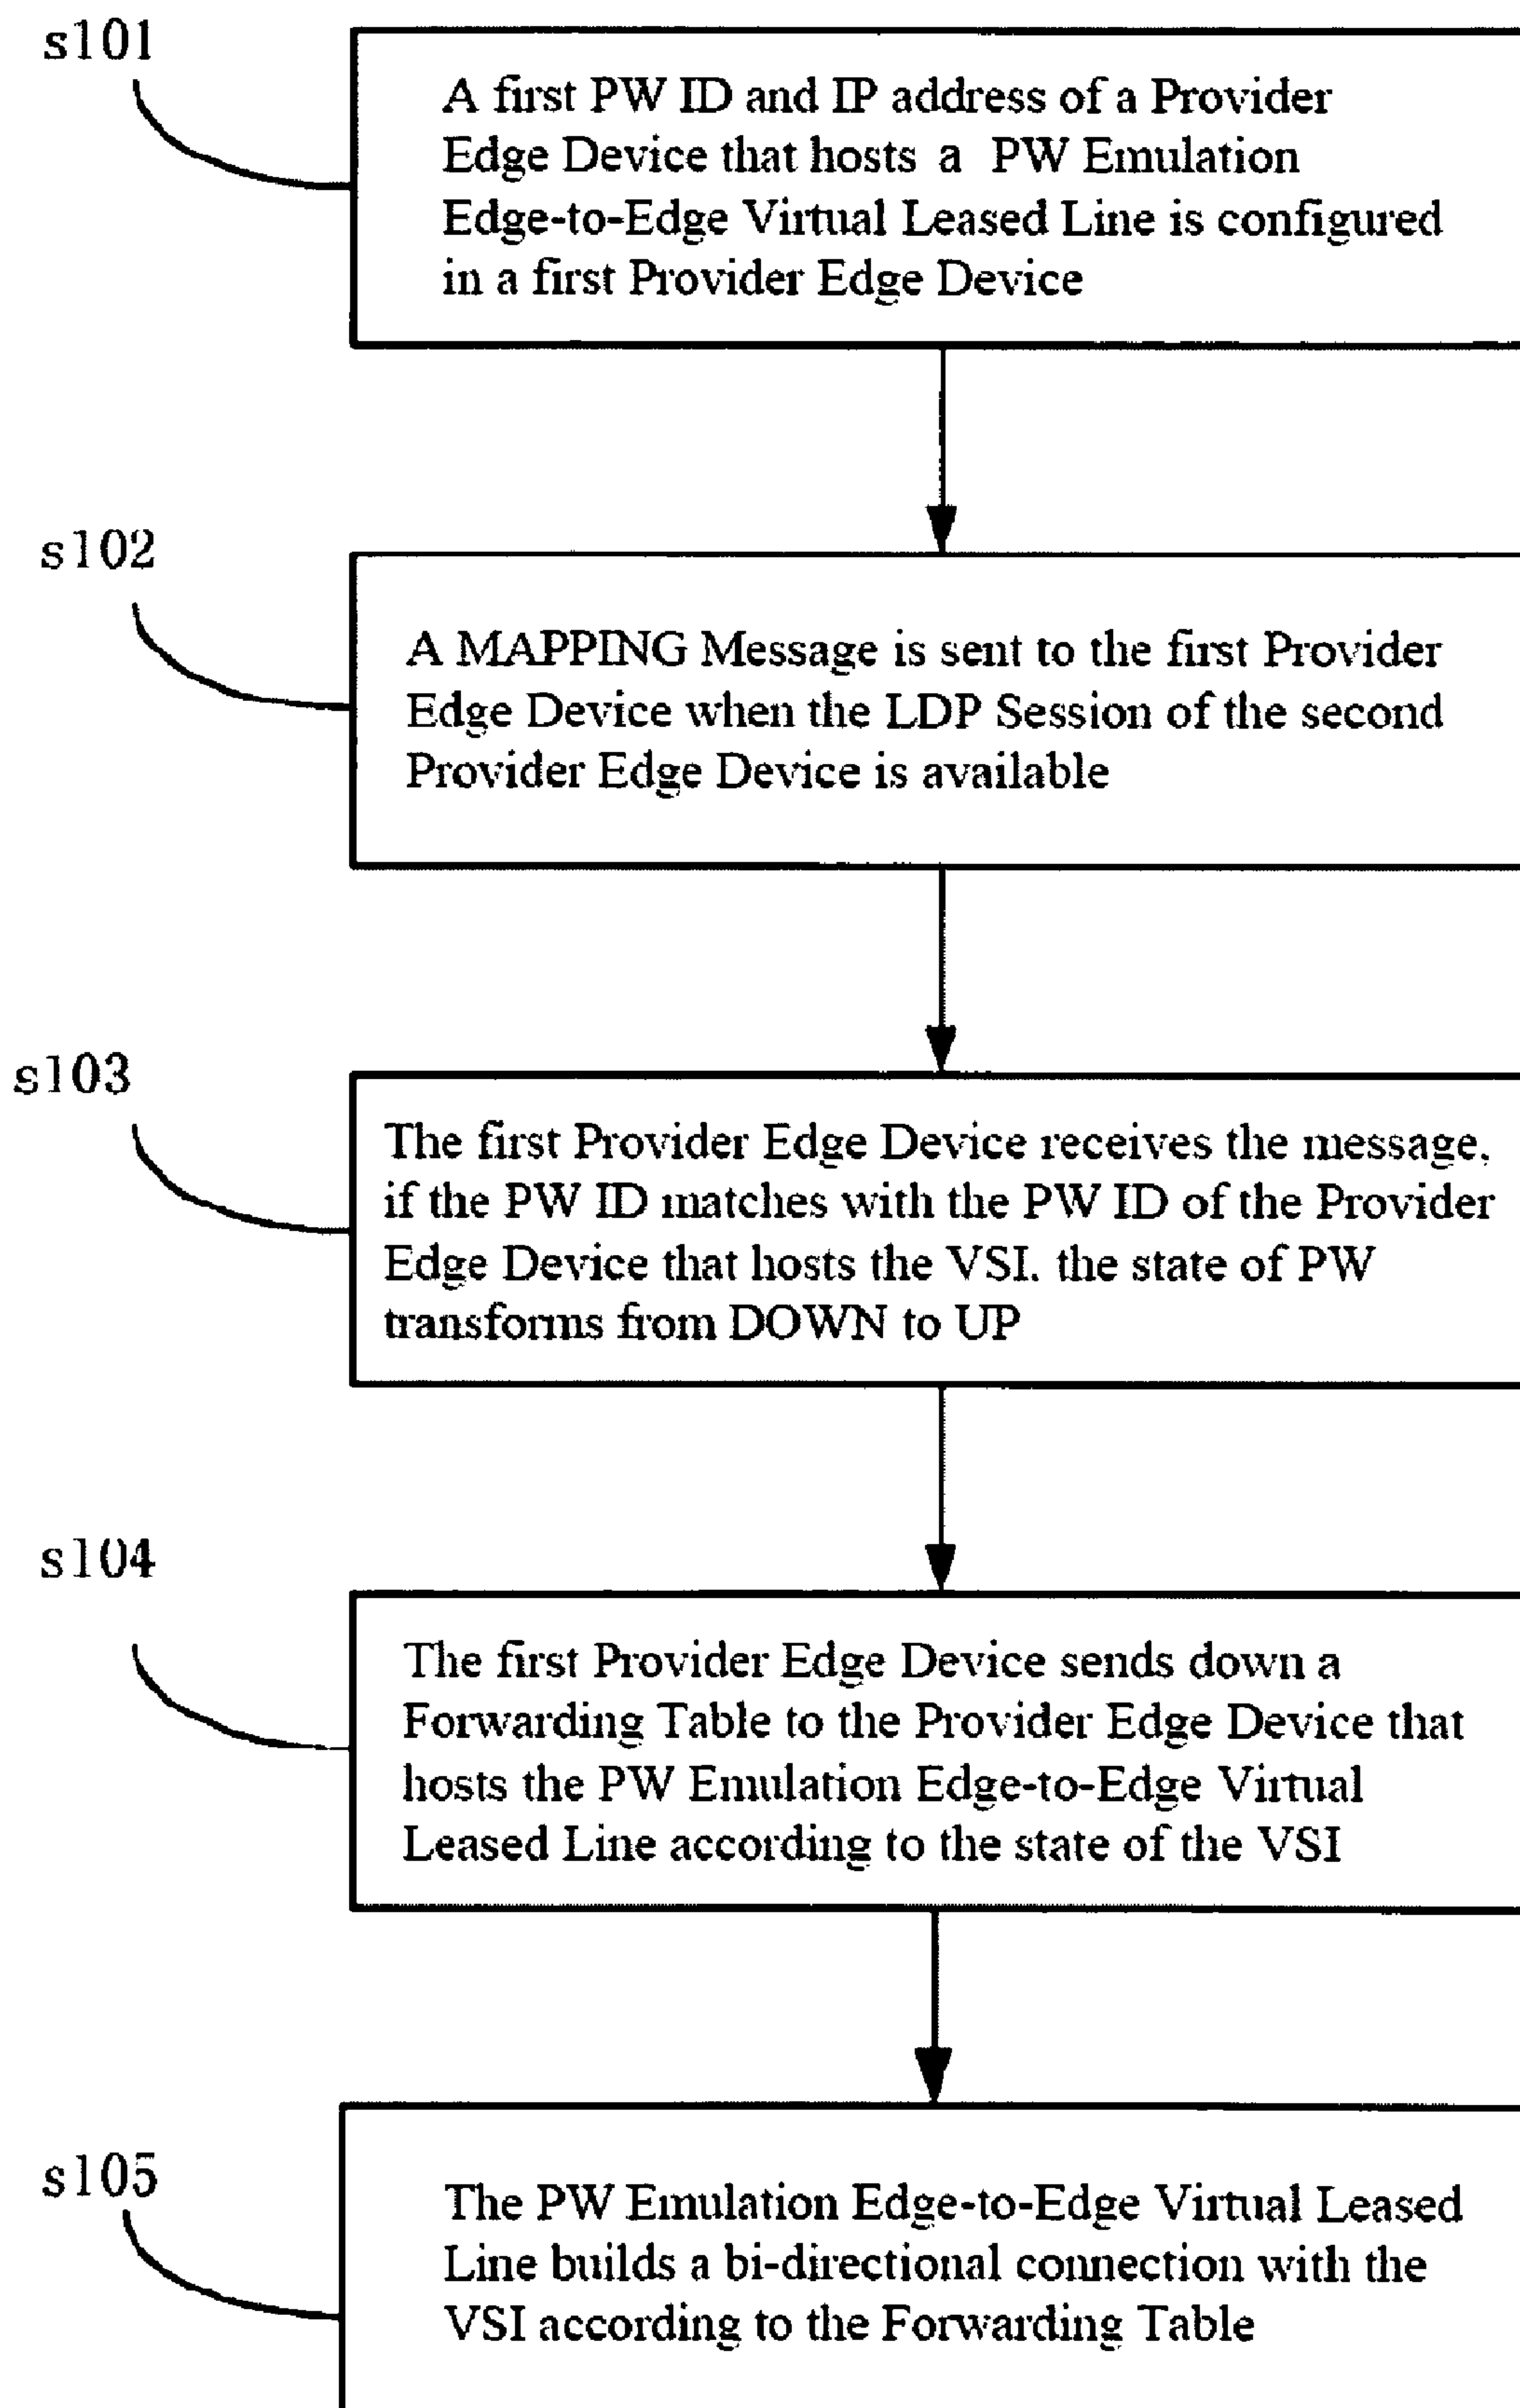 s101
A first PW ID and IP address of a Provider
Edge Device that hosts a PW Emulation
Edge-to-Edge Virtual Leased Line is configured
in a first Provider Edge Device
s102
A MAPPING Message is sent to the first Provider
Edge Device when the LDP Session of the second
Provider Edge Device is available
s103
The first Provider Edge Device receives the message,
if the PW ID matches with the PW ID of the Provider
Edge Device that hosts the VSI, the state of PW
transforms from DOWN to UP
s104
The first Provider Edge Device sends down a
Forwarding Table to the Provider Edge Device that
hosts the PW Emulation Edge-to-Edge Virtual
Leased Line according to the state of the VSI
s105
The PW Emulation Edge-to-Edge Virtual Leased
Line builds a bi-directional connection with the
VSI according to the Forwarding Table